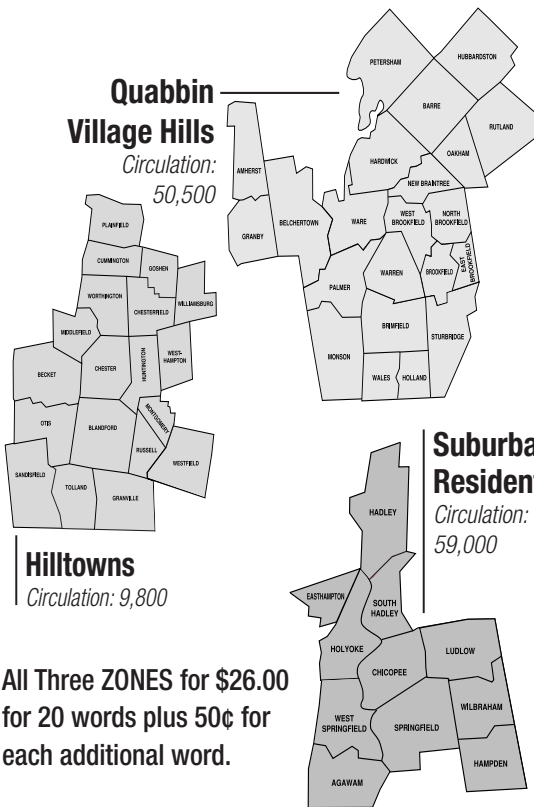 Quabbin
Village Hills
Circulation:
50,500
PETERSHAM
HUBBARDSTON
BARRE
RUTLAND
HARDWICK
OAKHAM
NEW BRAINTREE
AMHERST
BELCHERTOWN
GRANBY
WARE
WEST
BROOKFIELD
NORTH
BROOKFIELD
PALMER
WARREN
BROOKFIELD
EAST
BROOKFIELD
BRIMFIELD
STURBRIDGE
MONSON
WALES
HOLLAND
PLAINFIELD
CUMMINGTON
GOSHEN
WORTHINGTON
CHESTERFIELD
WILLIAMSBURG
MIDDLEFIELD
BECKET
CHESTER
HUNTINGTON
WEST-
HAMPTON
OTIS
BLANDFORD
MONTGOMERY
RUSSELL
WESTFIELD
SANDISFIELD
TOLLAND
GRANVILLE
Hilltowns
Circulation: 9,800
Suburba
Residen
Circulation:
59,000
HADLEY
EASTHAMPTON
SOUTH
HADLEY
HOLYOKE
LUDLOW
CHICOPEE
WILBRAHAM
WEST
SPRINGFIELD
SPRINGFIELD
HAMPDEN
AGAWAM
All Three ZONES for $26.00
for 20 words plus 50¢ for
each additional word.